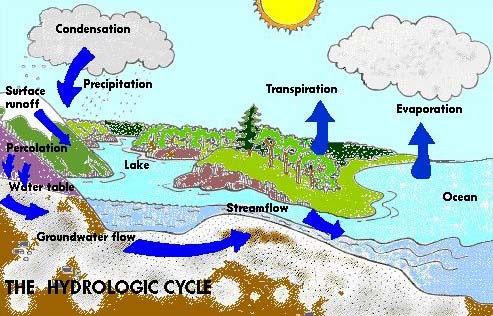 Condensation
Precipitation
Surface
runoff
Transpiration
Evaporation
Percolation
Lake
Water table
Ocean
Streamflow
Groundwater flow
THE HYDROLOGIC CYCLE